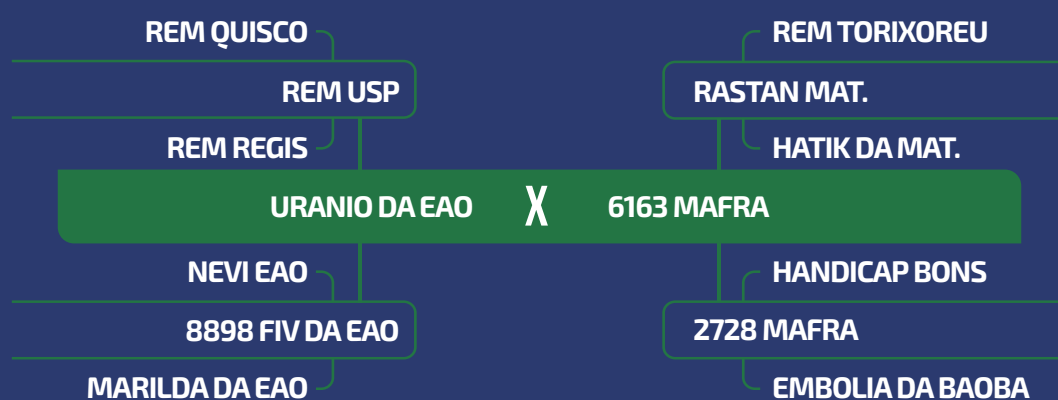 REM QUISCO
REM TORIXOREU
REM USP
RASTAN MAT.
REM REGIS
HATIK DA MAT.
URANIO DA EAO X 6163 MAFRA
NEVI EAO
HANDICAP BONS
8898 FIV DA EAO
2728 MAFRA
MARILDA DA EAO
EMBOLIA DA BAOBA